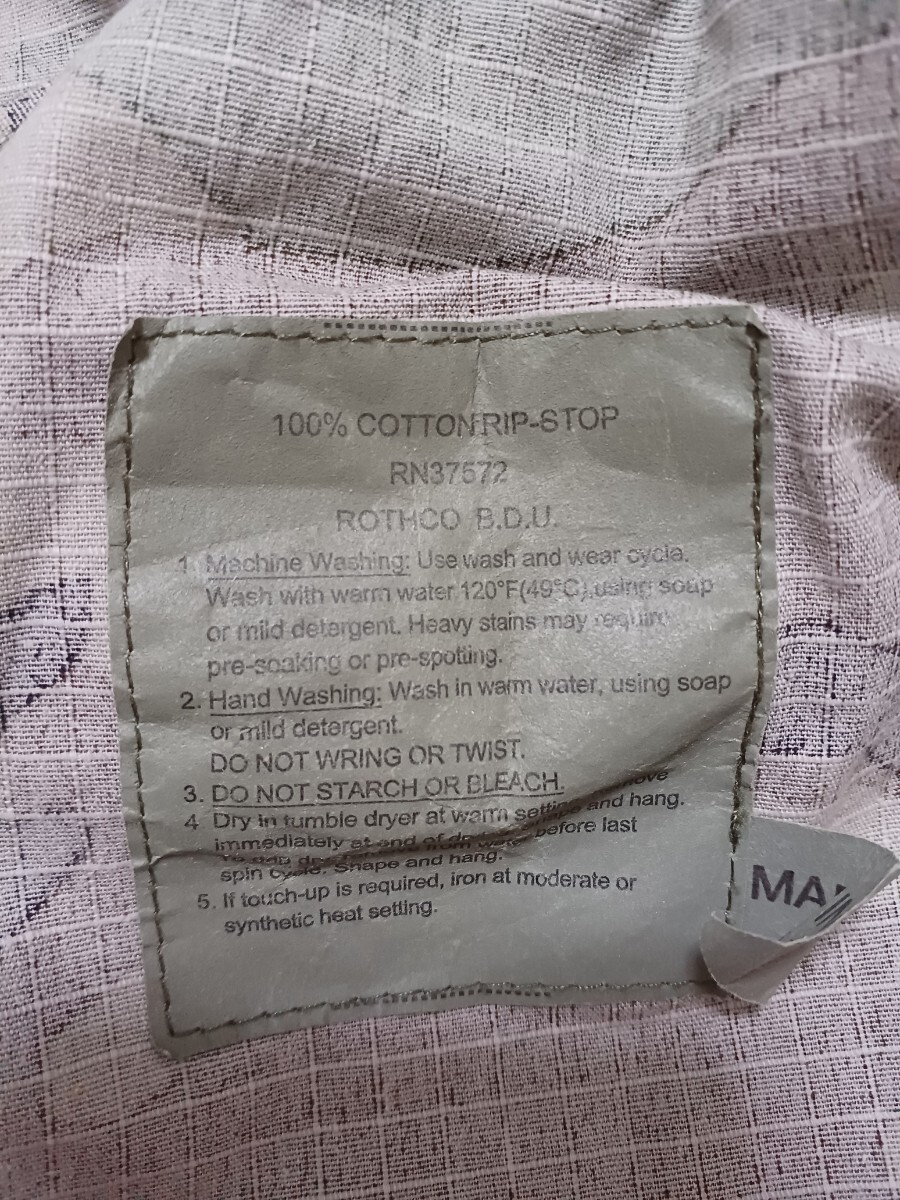 100% COTTON RIP-STOP
RN37572
ROTHCO B.D.U.
1. Machine Washing: Use wash and wear cycle.
Wash with warm water 120°F(49°C),using soap
or mild detergent. Heavy stains may require
pre-soaking or pre-spotting.
2. Hand Washing: Wash in warm water, using soap
or mild detergent.
DO NOT WRING OR TWIST.
3. DO NOT STARCH OR BLEACH.
4 Dry in tumble dryer at warm setting
and hang.
immediately at end of
before last
spin cycle. Shape and hang.
5. If touch-up is required, iron at moderate or
synthetic heat setting.